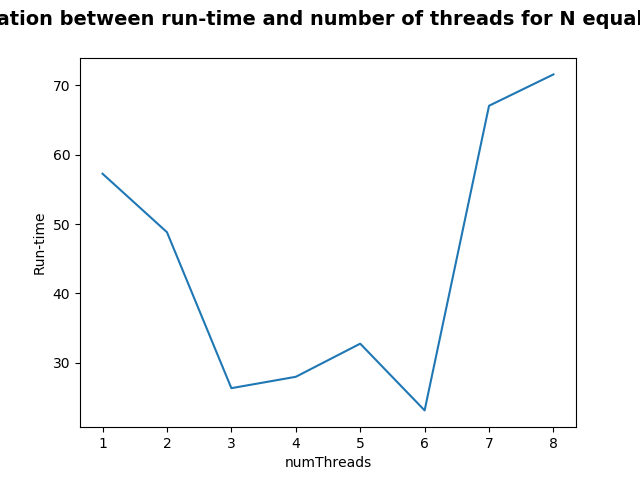 ation between run-time and number of threads for N equal
70
60
50
40
30
Run-time
1 2 3 4 5 6 7 8
numThreads